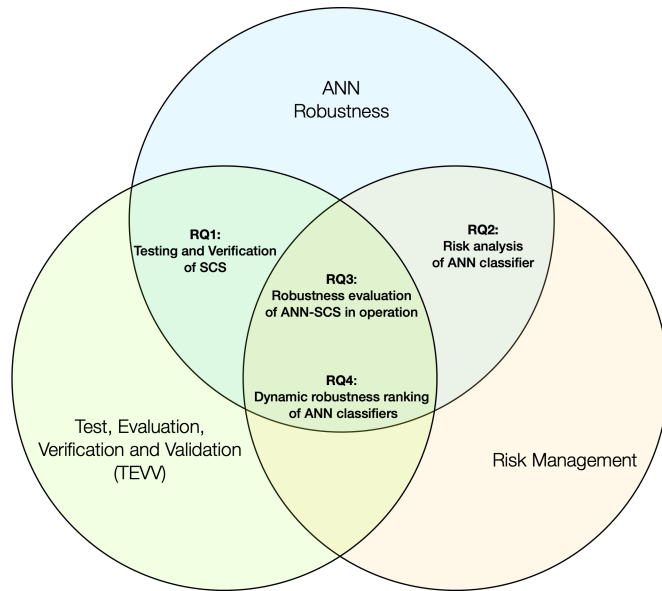 ANN
Robustness
RQ1:
Testing and Verification
of SCS
RQ2:
Risk analysis
of ANN classifier
RQ3:
Robustness evaluation
of ANN-SCS in operation
RQ4:
Dynamic robustness ranking
of ANN classifiers
Test, Evaluation,
Verification and Validation
(TEVV)
Risk Management